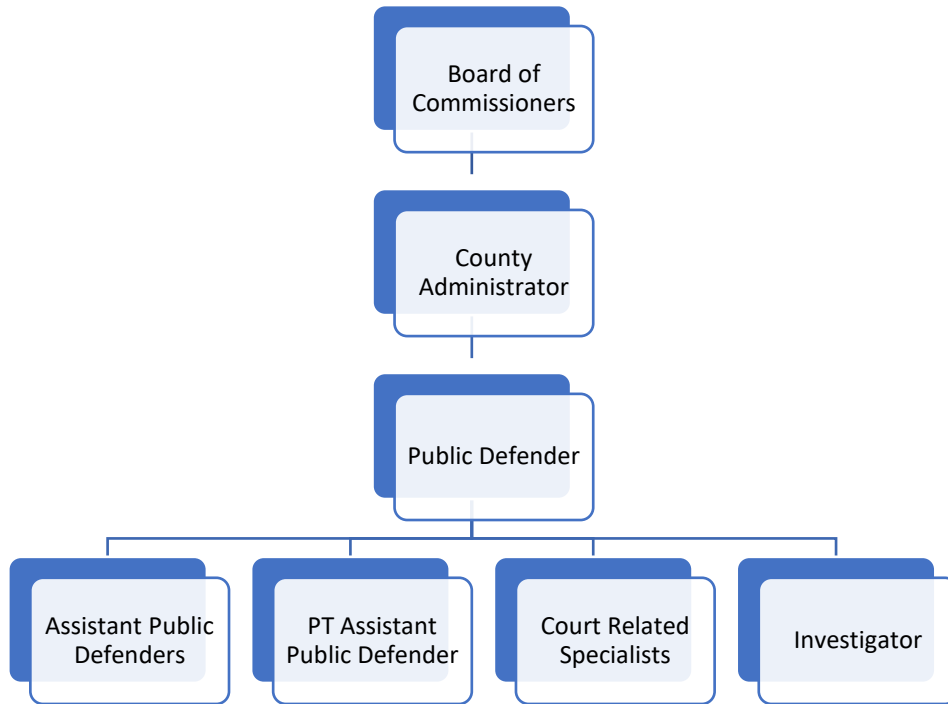 Board of
Commissioners
County
Administrator
Public Defender
Assistant Public
Defenders
PT Assistant
Public Defender
Court Related
Specialists
Investigator